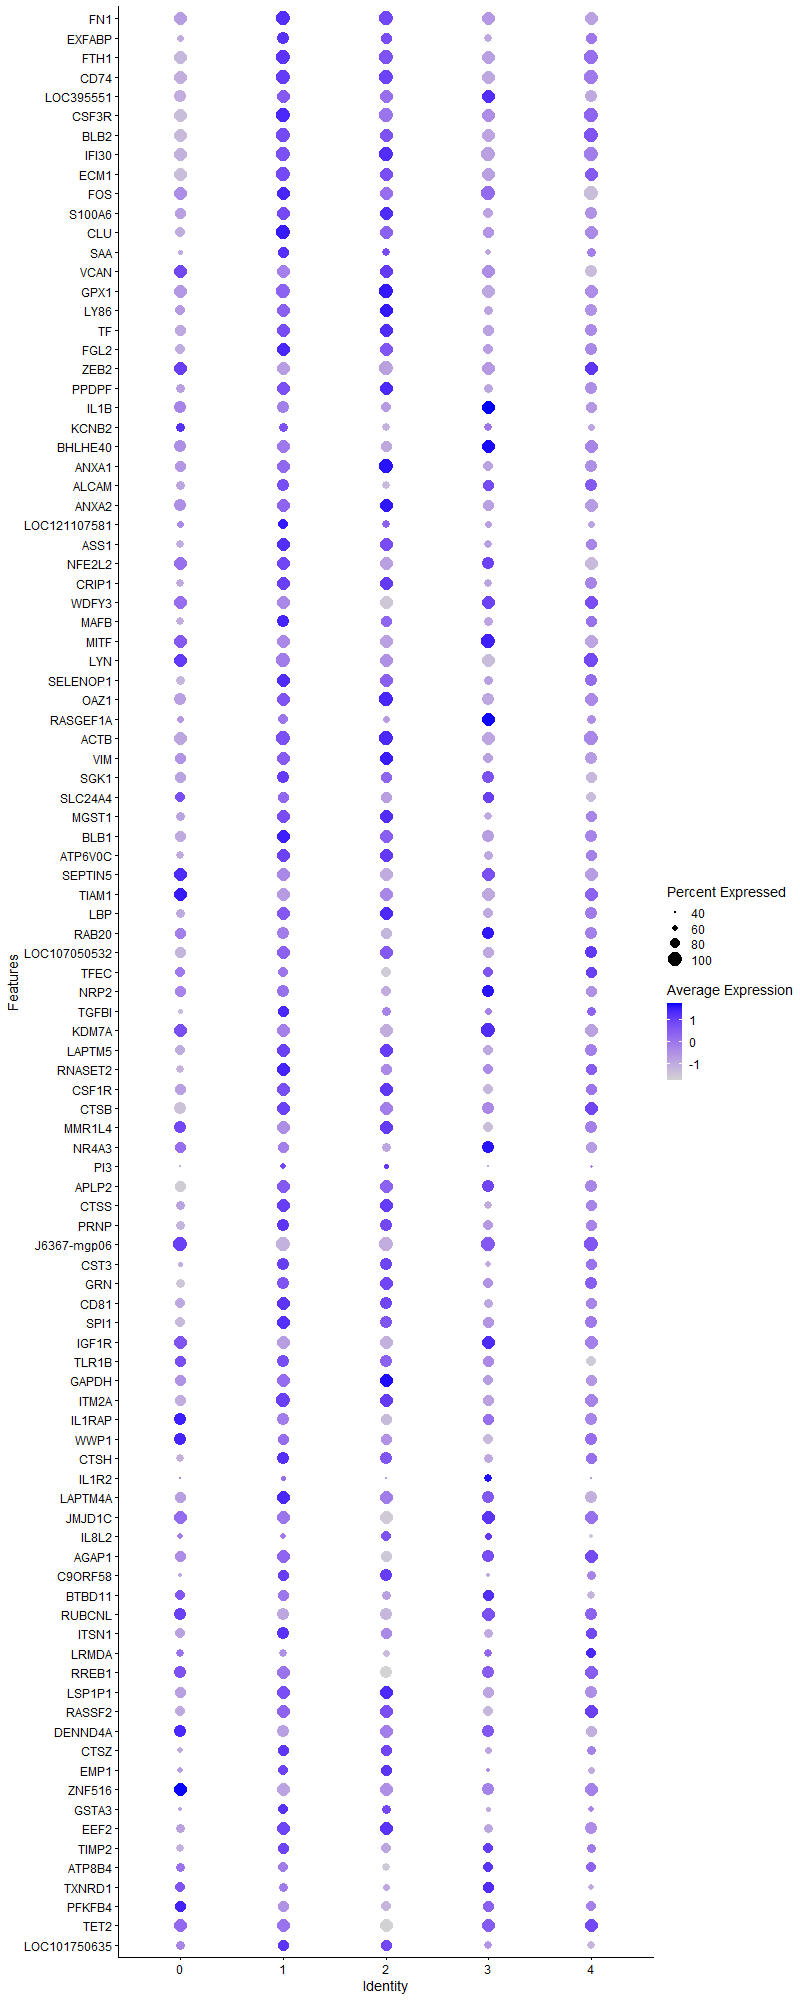 FN1
EXFABP
FTH1
CD74
LOC395551
CSF3R
BLB2
IFI30
ECM1
FOS
S100A6
CLU
SAA
VCAN
GPX1
LY86
TF
FGL2
ZEB2
PPDPF
IL1B
KCNB2
BHLHE40
ANXA1
ALCAM
ANXA2
LOC121107581
ASS1
NFE2L2
CRIP1
WDFY3
MAFB
MITF
LYN
SELENOP1
OAZ1
RASGEF1A
ACTB
VIM
SGK1
SLC24A4
MGST1
BLB1
ATP6V0C
SEPTIN5
TIAM1
LBP
RAB20
LOC107050532
TFEC
NRP2
TGFBI
KDM7A
LAPTM5
RNASET2
CSF1R
CTSB
MMR1L4
NR4A3
PI3
APLP2
CTSS
PRNP
J6367-mgp06
CST3
GRN
CD81
SPI1
IGF1R
TLR1B
GAPDH
ITM2A
IL1RAP
WWP1
CTSH
IL1R2
LAPTM4A
JMJD1C
IL8L2
AGAP1
C9ORF58
BTBD11
RUBCNL
ITSN1
LRMDA
RREB1
LSP1P1
RASSF2
DENND4A
CTSZ
EMP1
ZNF516
GSTA3
EEF2
TIMP2
ATP8B4
TXNRD1
PFKFB4
TET2
LOC101750635
Features
0 1 2 3 4
Identity
Percent Expressed
40
60
80
100
Average Expression
1
0
-1